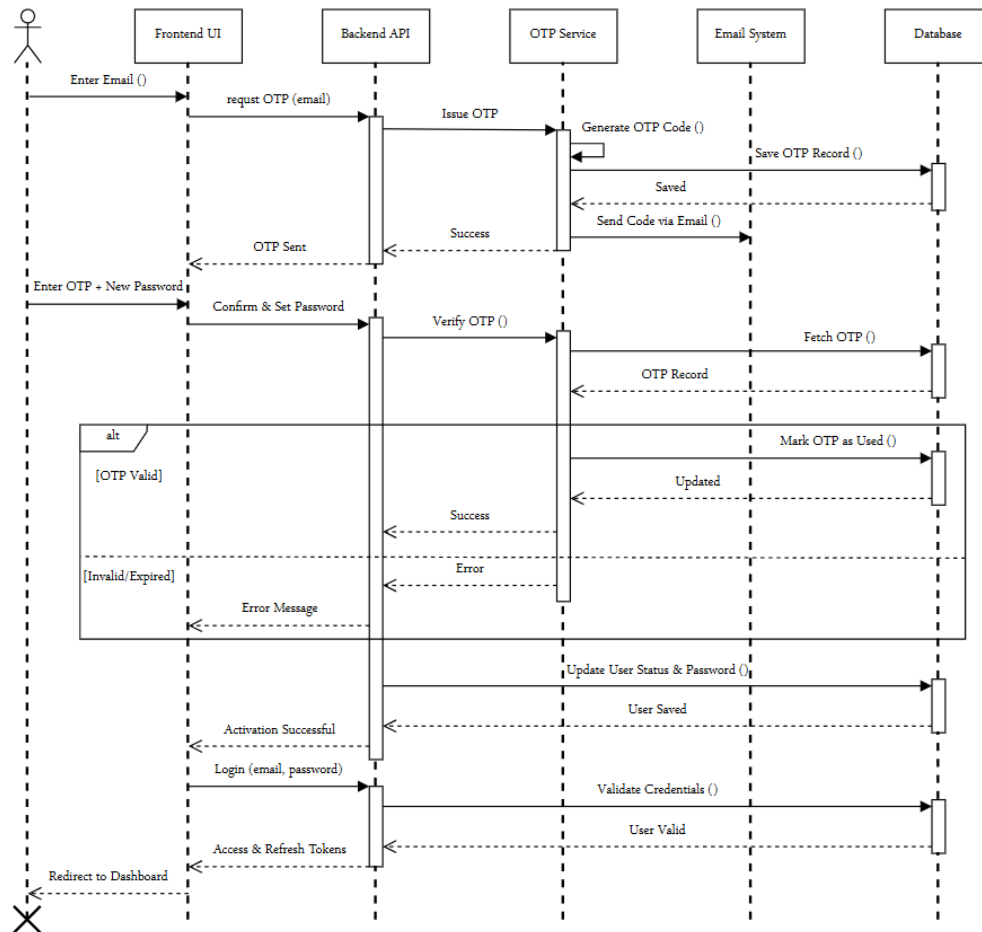 Frontend UI
Backend API
OTP Service
Email System
Database
Enter Email ()
requst OTP (email)
Issue OTP
Generate OTP Code ()
Save OTP Record ()
Saved
Send Code via Email ()
Success
OTP Sent
Enter OTP + New Password
Confirm & Set Password
Verify OTP ()
Fetch OTP ()
OTP Record
alt
Mark OTP as Used ()
[OTP Valid]
Updated
Success
Error
[Invalid/Expired]
Error Message
Update User Status & Password ()
User Saved
Activation Successful
Login (email, password)
Validate Credentials ()
User Valid
Access & Refresh Tokens
Redirect to Dashboard